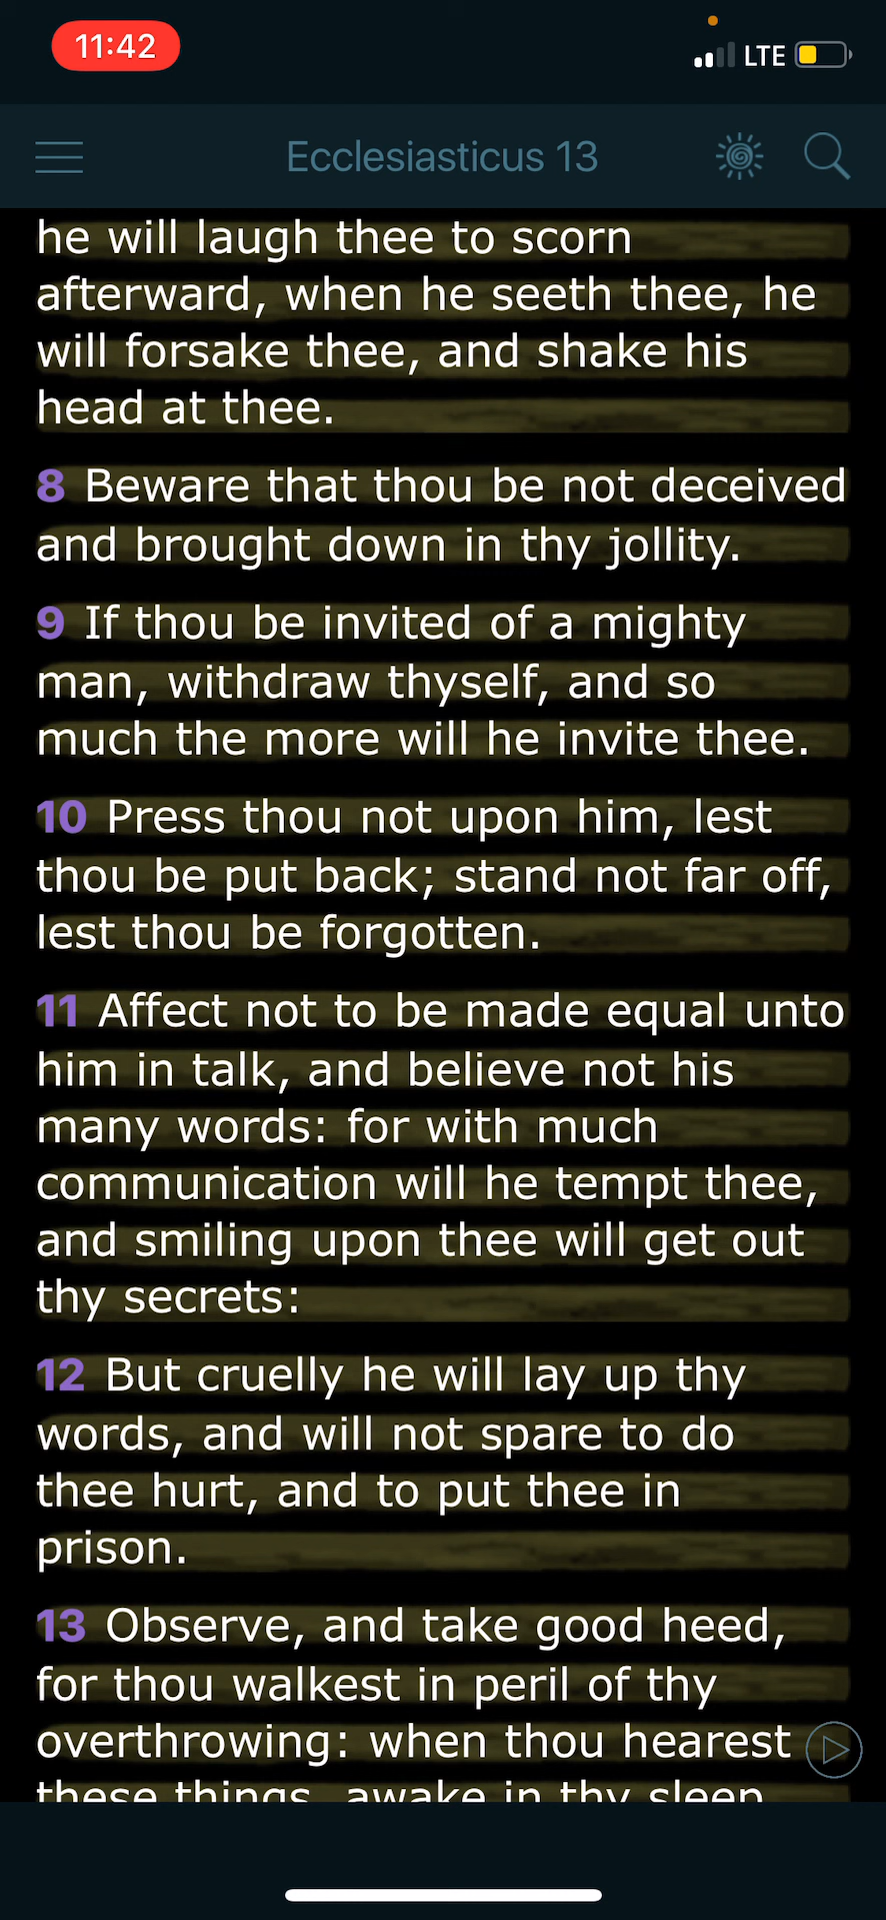 11:42
LTE
Ecclesiasticus 13
he will laugh thee to scorn
afterward, when he seeth thee, he
will forsake thee, and shake his
head at thee.
8 Beware that thou be not deceived
and brought down in thy jollity.
9 If thou be invited of a mighty
man, withdraw thyself, and so
much the more will he invite thee.
10 Press thou not upon him, lest
thou be put back; stand not far off,
lest thou be forgotten.
11 Affect not to be made equal unto
him in talk, and believe not his
many words: for with much
communication will he tempt thee,
and smiling upon thee will get out
thy secrets:
12 But cruelly he will lay up thy
words, and will not spare to do
thee hurt, and to put thee in
prison.
13 Observe, and take good heed,
for thou walkest in peril of thy
overthrowing: when thou hearest
these things, awake in thy sleep.